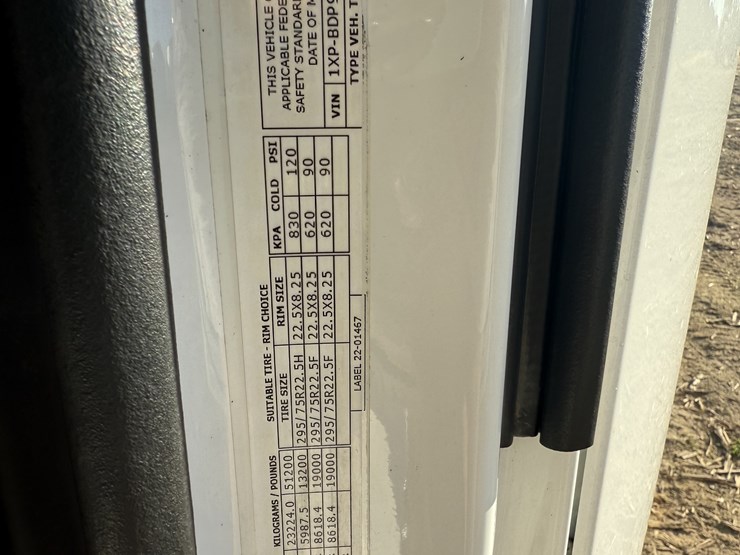 KILOGRAMS / POUNDS SUITABLE TIRE - RIM CHOICE THIS VEHICLE
TIRE SIZE RIM SIZE KPA COLD PSI APPLICABLE
23224.0 51200 SAFETY
5987.5 13200 295/75R22.5H 22.5X8.25 830 120 DATE OF
8618.4 19000 295/75R22.5F 22.5X8.25 620 90
8618.4 19000 295/75R22.5F 22.5X8.25 620 90
VIN 1XP-BDP9
TYPE VEH.
LABEL 22-01467